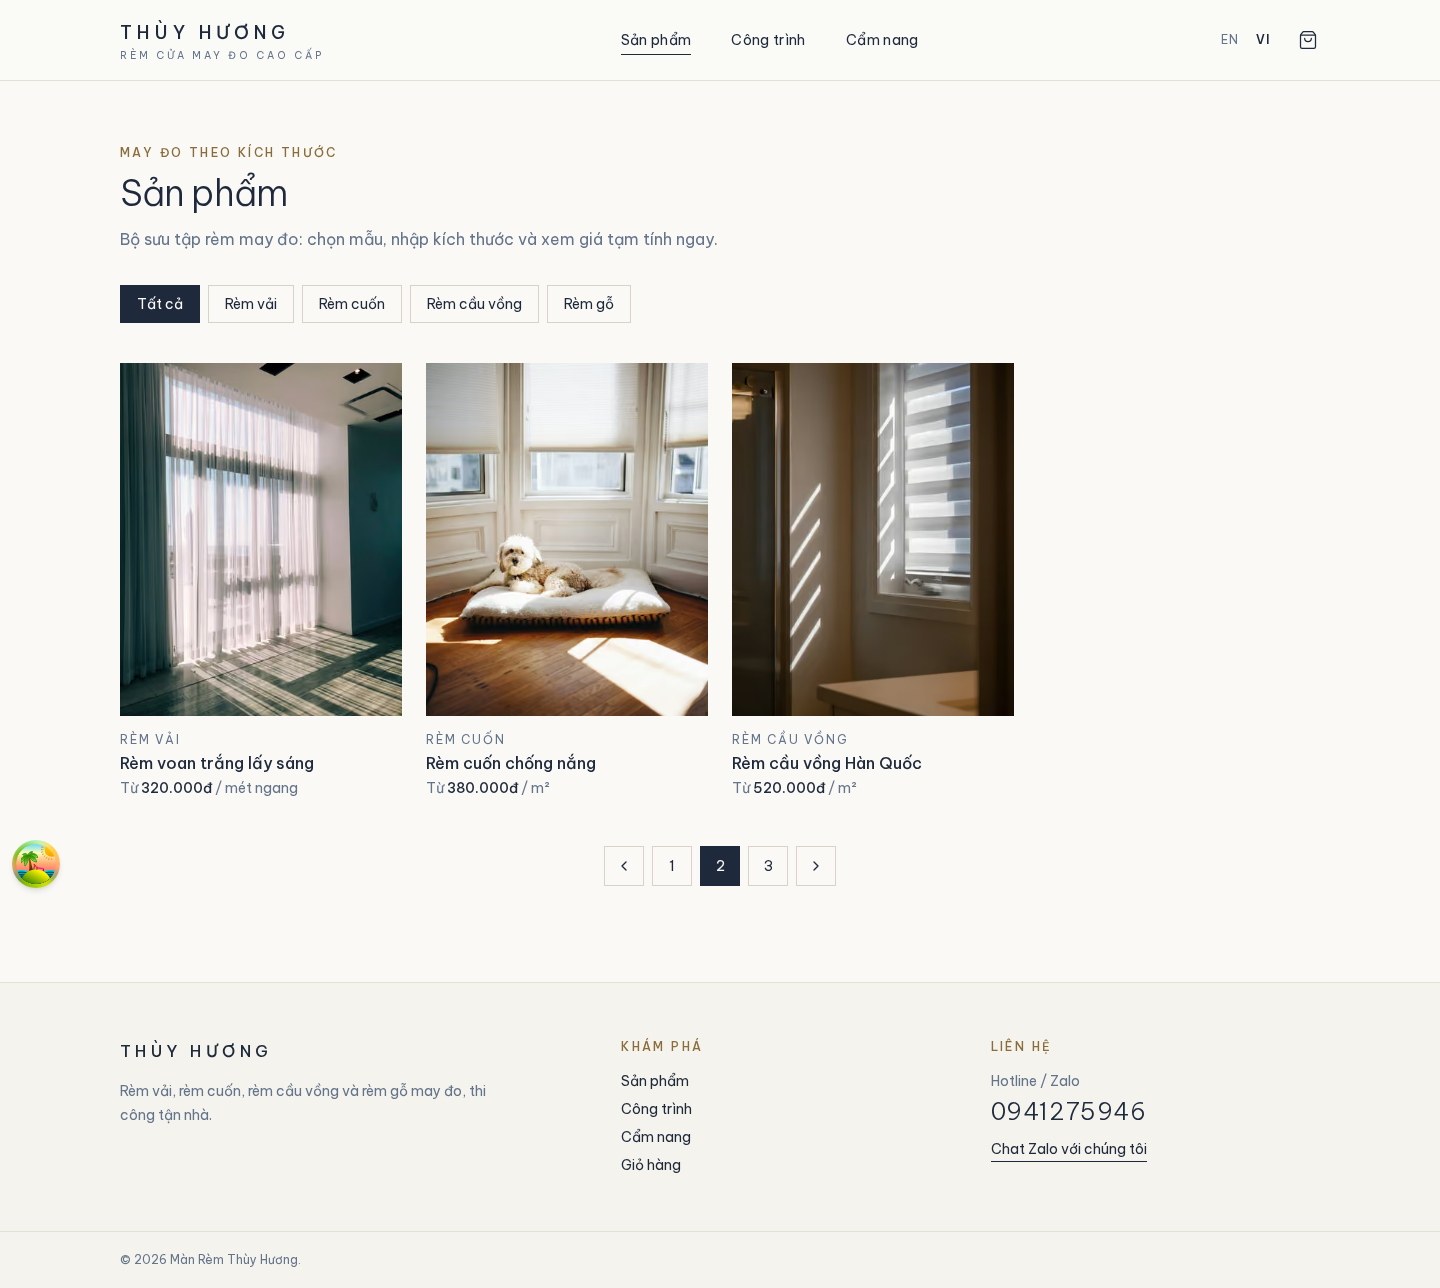 THÙY HƯƠNG
RÈM CỬA MAY ĐO CAO CẤP
Sản phẩm
Công trình
Cẩm nang
EN
VI
MAY ĐO THEO KÍCH THƯỚC
Sản phẩm
Bộ sưu tập rèm may đo: chọn mẫu, nhập kích thước và xem giá tạm tính ngay.
Tất cả
Rèm vải
Rèm cuốn
Rèm cầu vồng
Rèm gỗ
RÈM VẢI
Rèm voan trắng lấy sáng
Từ 320.000đ / mét ngang
RÈM CUỐN
Rèm cuốn chống nắng
Từ 380.000đ / m²
RÈM CẦU VỒNG
Rèm cầu vồng Hàn Quốc
Từ 520.000đ / m²
1
2
3
THÙY HƯƠNG
Rèm vải, rèm cuốn, rèm cầu vồng và rèm gỗ may đo, thi
công tận nhà.
KHÁM PHÁ
Sản phẩm
Công trình
Cẩm nang
Giỏ hàng
LIÊN HỆ
Hotline / Zalo
0941275946
Chat Zalo với chúng tôi
© 2026 Màn Rèm Thùy Hương.